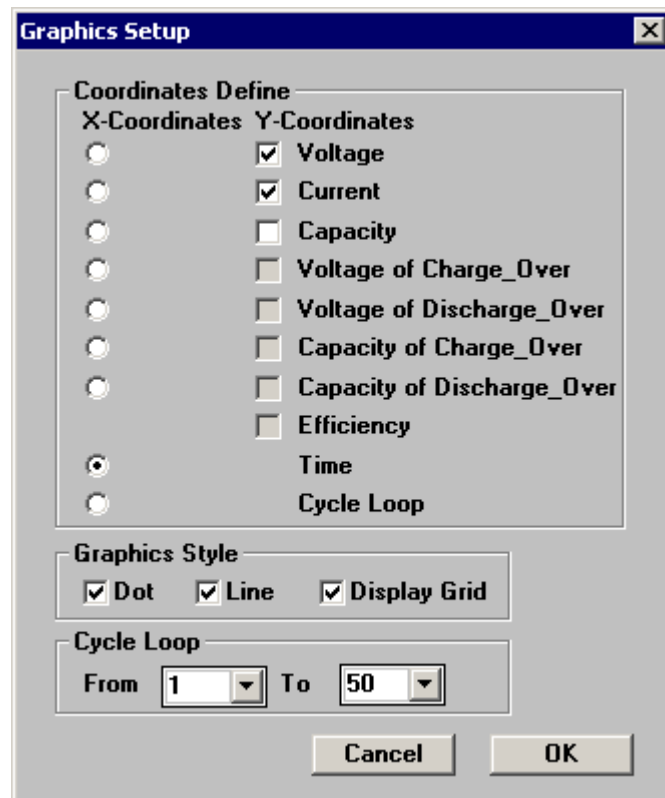 Graphics Setup
Coordinates Define
X-Coordinates Y-Coordinates
Voltage
Current
Capacity
Voltage of Charge_Over
Voltage of Discharge_Over
Capacity of Charge_Over
Capacity of Discharge_Over
Efficiency
Time
Cycle Loop
Graphics Style
Dot Line Display Grid
Cycle Loop
From 1 To 50
Cancel OK